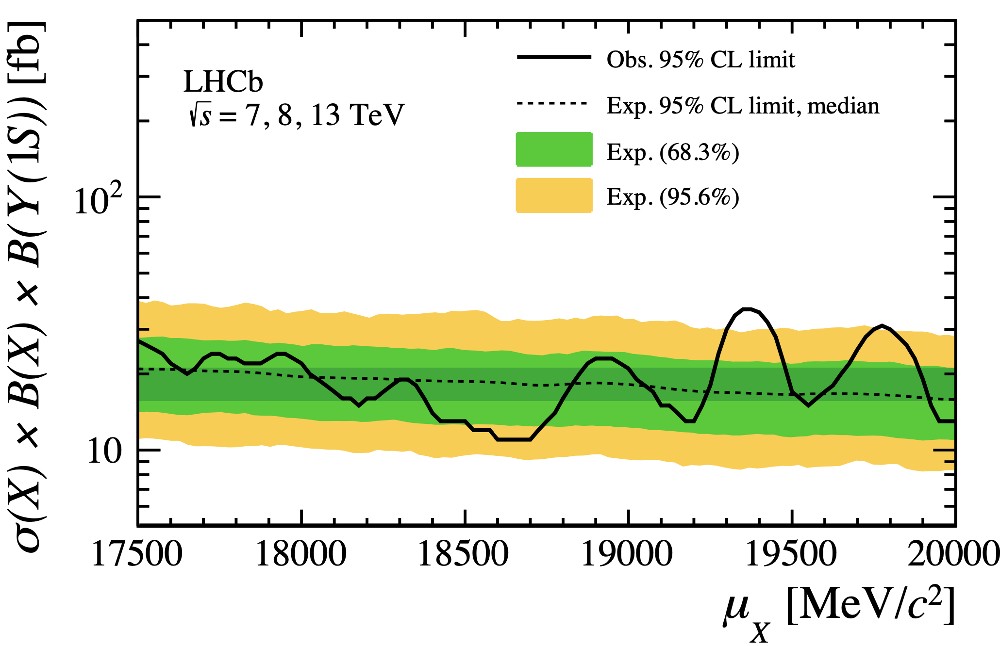 σ(X) × B(X) × B(Y(1S)) [fb]
LHCb
√s = 7, 8, 13 TeV
Obs. 95% CL limit
Exp. 95% CL limit, median
Exp. (68.3%)
Exp. (95.6%)
10²
10
17500 18000 18500 19000 19500 20000
μ_X [MeV/c²]